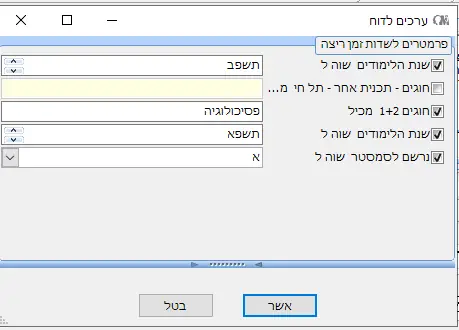 ערכים לדוח
פרמטרים לשדות זמן ריצה
שנת הלימודים שוה ל תשפב
חוגים - תכנית אחר - תל חי מ...
חוגים 1+2 מכיל פסיכולוגיה
שנת הלימודים שוה ל תשפא
נרשם לסמסטר שוה ל א
אשר בטל